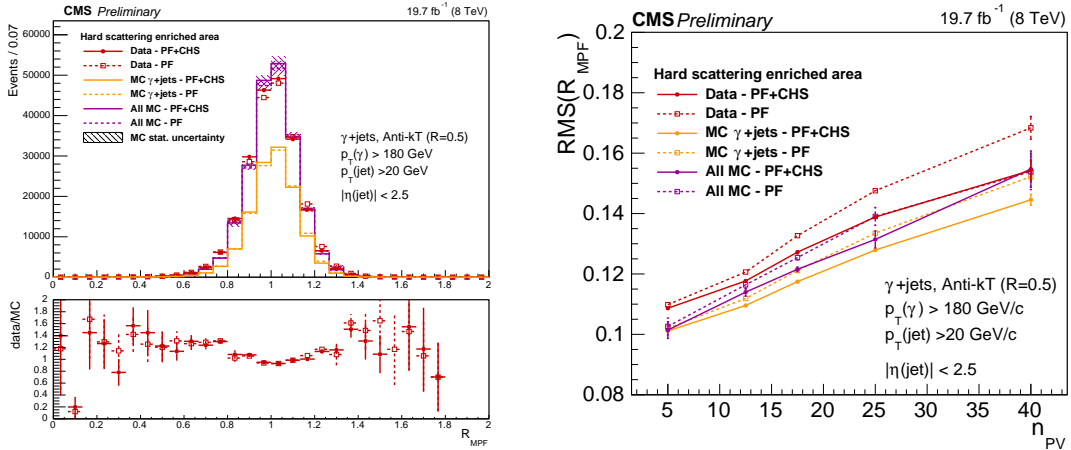 CMS Preliminary 19.7 fb⁻¹ (8 TeV)
Events / 0.07
60000
50000
40000
30000
20000
10000
0
Hard scattering enriched area
Data - PF+CHS
Data - PF
MC γ+jets - PF+CHS
MC γ+jets - PF
All MC - PF+CHS
All MC - PF
MC stat. uncertainty
γ+jets, Anti-kT (R=0.5)
p_T(γ) > 180 GeV
p_T(jet) >20 GeV
|η(jet)| < 2.5
data/MC
2
1.8
1.6
1.4
1.2
1
0.8
0.6
0.4
0.2
0
0 0.2 0.4 0.6 0.8 1 1.2 1.4 1.6 1.8 2
R_MPF
CMS Preliminary 19.7 fb⁻¹ (8 TeV)
RMS(R_MPF)
0.2
0.18
0.16
0.14
0.12
0.1
0.08
Hard scattering enriched area
Data - PF+CHS
Data - PF
MC γ+jets - PF+CHS
MC γ+jets - PF
All MC - PF+CHS
All MC - PF
γ+jets, Anti-kT (R=0.5)
p_T(γ) > 180 GeV/c
p_T(jet) >20 GeV/c
|η(jet)| < 2.5
5 10 15 20 25 30 35 40
n_PV